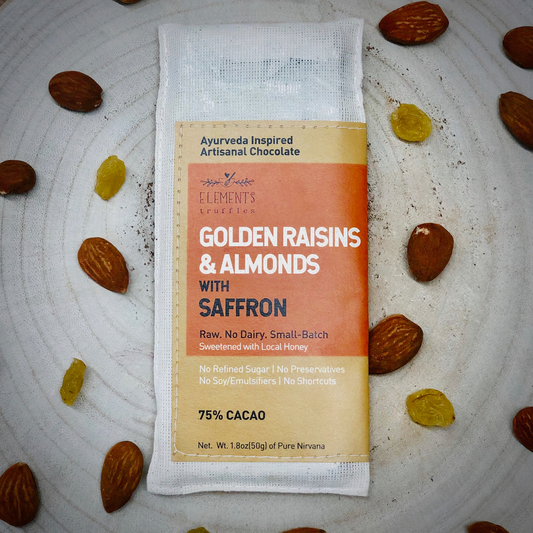 Ayurveda Inspired
Artisanal Chocolate
ELEMENTS
truffles
GOLDEN RAISINS
& ALMONDS
WITH
SAFFRON
Raw. No Dairy. Small-Batch
Sweetened with Local Honey
No Refined Sugar | No Preservatives
No Soy/Emulsifiers | No Shortcuts
75% CACAO
Net. Wt. 1.8oz(50g) of Pure Nirvana